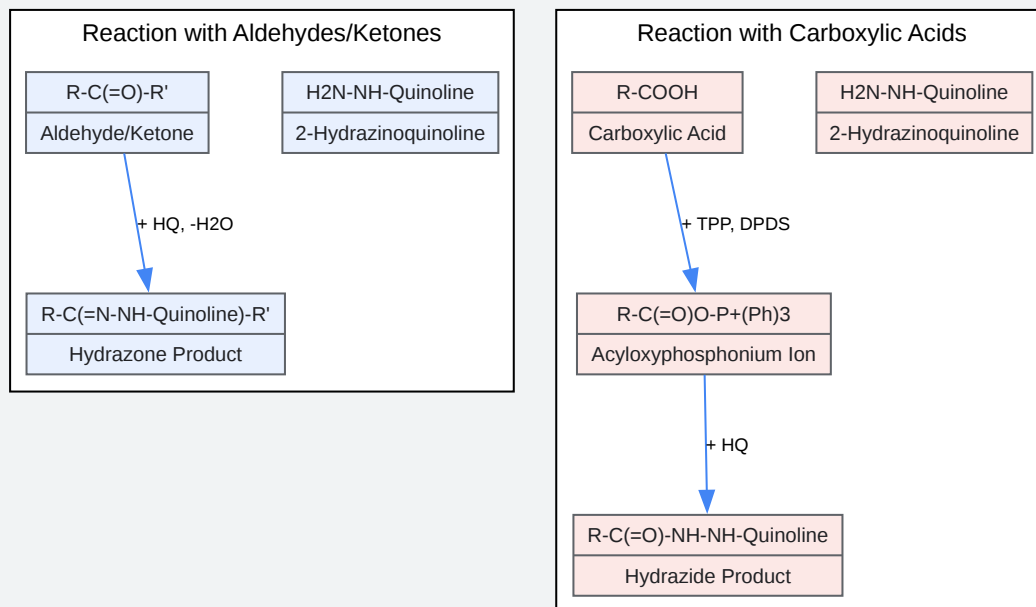 Reaction with Aldehydes/Ketones
R-C(=O)-R'
Aldehyde/Ketone
H2N-NH-Quinoline
2-Hydrazinoquinoline
+ HQ, -H2O
R-C(=N-NH-Quinoline)-R'
Hydrazone Product
Reaction with Carboxylic Acids
R-COOH
Carboxylic Acid
H2N-NH-Quinoline
2-Hydrazinoquinoline
+ TPP, DPDS
R-C(=O)O-P+(Ph)3
Acyloxyphosphonium Ion
+ HQ
R-C(=O)-NH-NH-Quinoline
Hydrazide Product